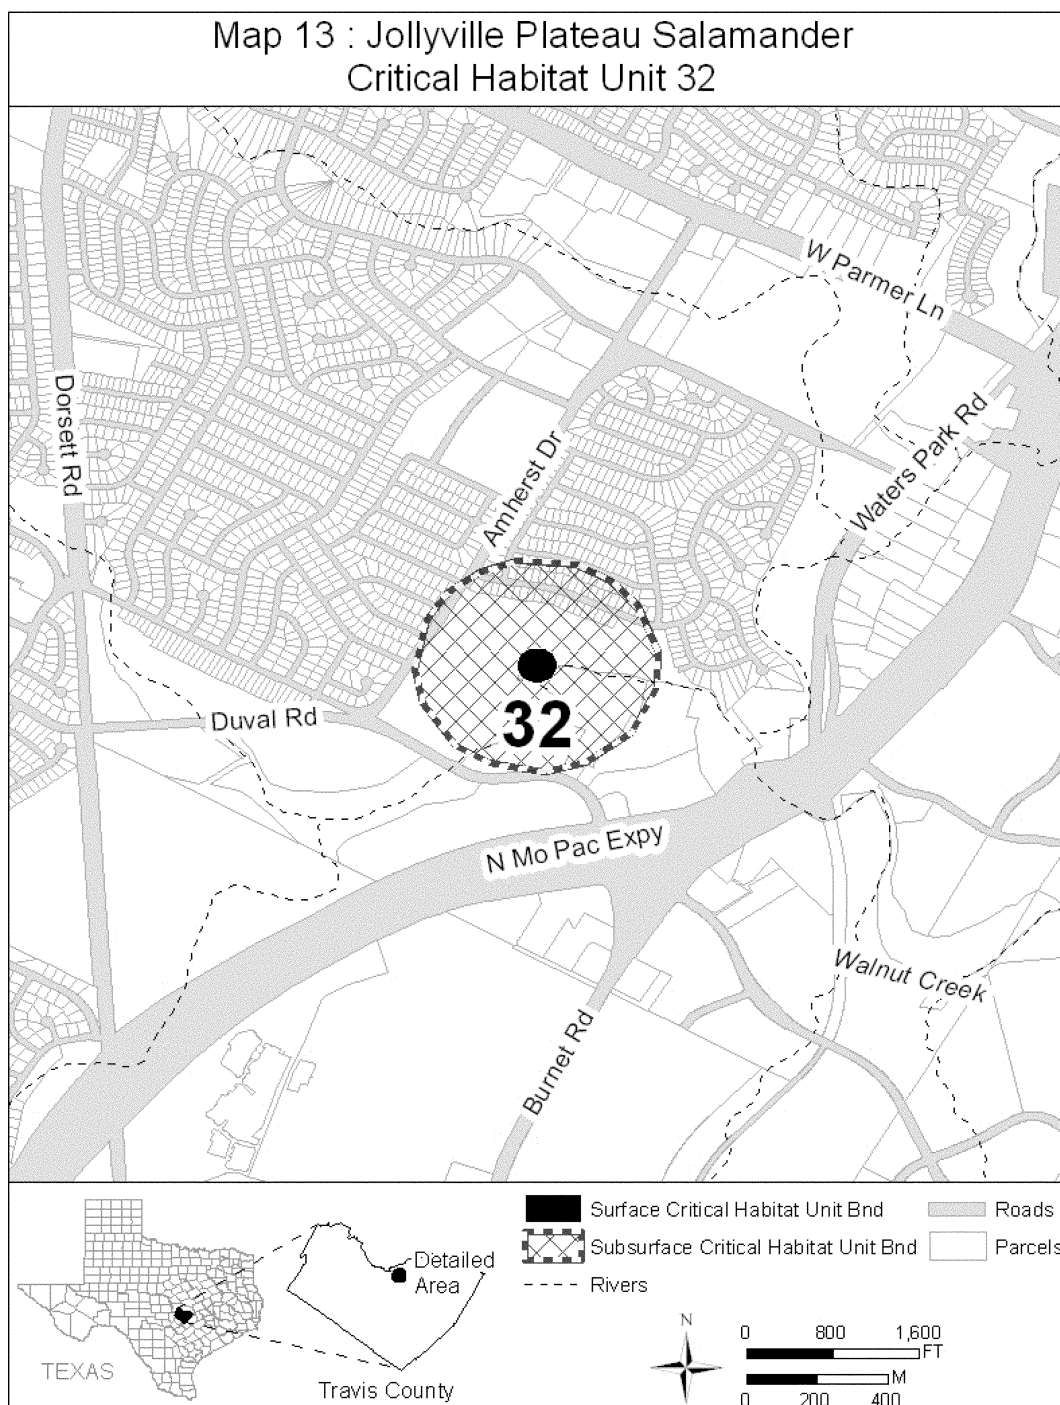 Map 13 : Jollyville Plateau Salamander
Critical Habitat Unit 32
W Parmer Ln
Dorsett Rd
Waters Park Rd
Amherst Dr
Duval Rd
32
N Mo Pac Expy
Walnut Creek
Burnet Rd
Surface Critical Habitat Unit Bnd
Roads
Subsurface Critical Habitat Unit Bnd
Parcels
Rivers
Detailed
Area
TEXAS
Travis County
N
0 800 1,600
FT
M
0 200 400